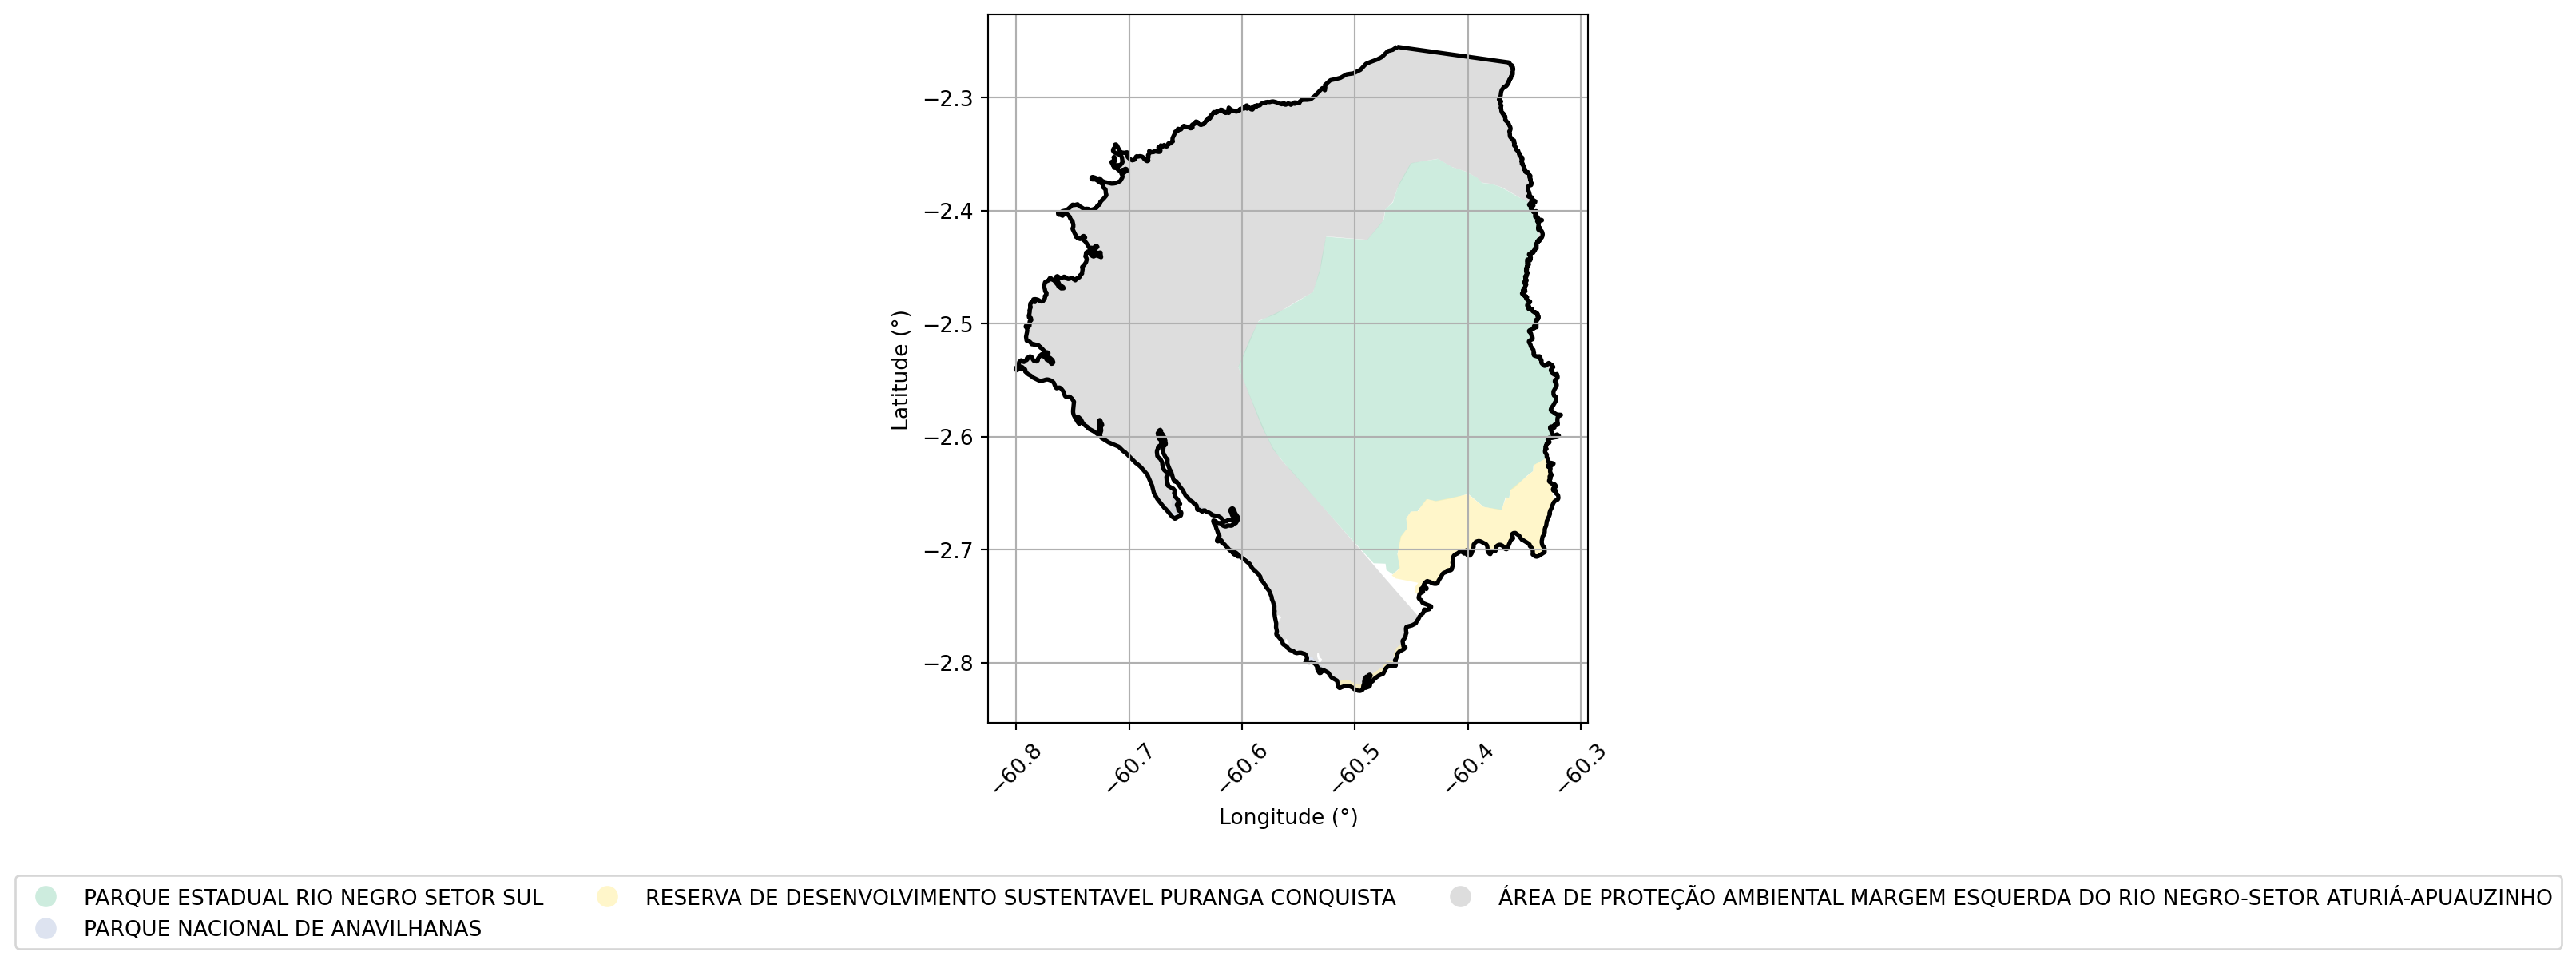 −2.3
−2.4
−2.5
−2.6
−2.7
−2.8
Latitude (°)
−60.8 −60.7 −60.6 −60.5 −60.4 −60.3
Longitude (°)
PARQUE ESTADUAL RIO NEGRO SETOR SUL RESERVA DE DESENVOLVIMENTO SUSTENTAVEL PURANGA CONQUISTA ÁREA DE PROTEÇÃO AMBIENTAL MARGEM ESQUERDA DO RIO NEGRO-SETOR ATURIÁ-APUAUZINHO
PARQUE NACIONAL DE ANAVILHANAS